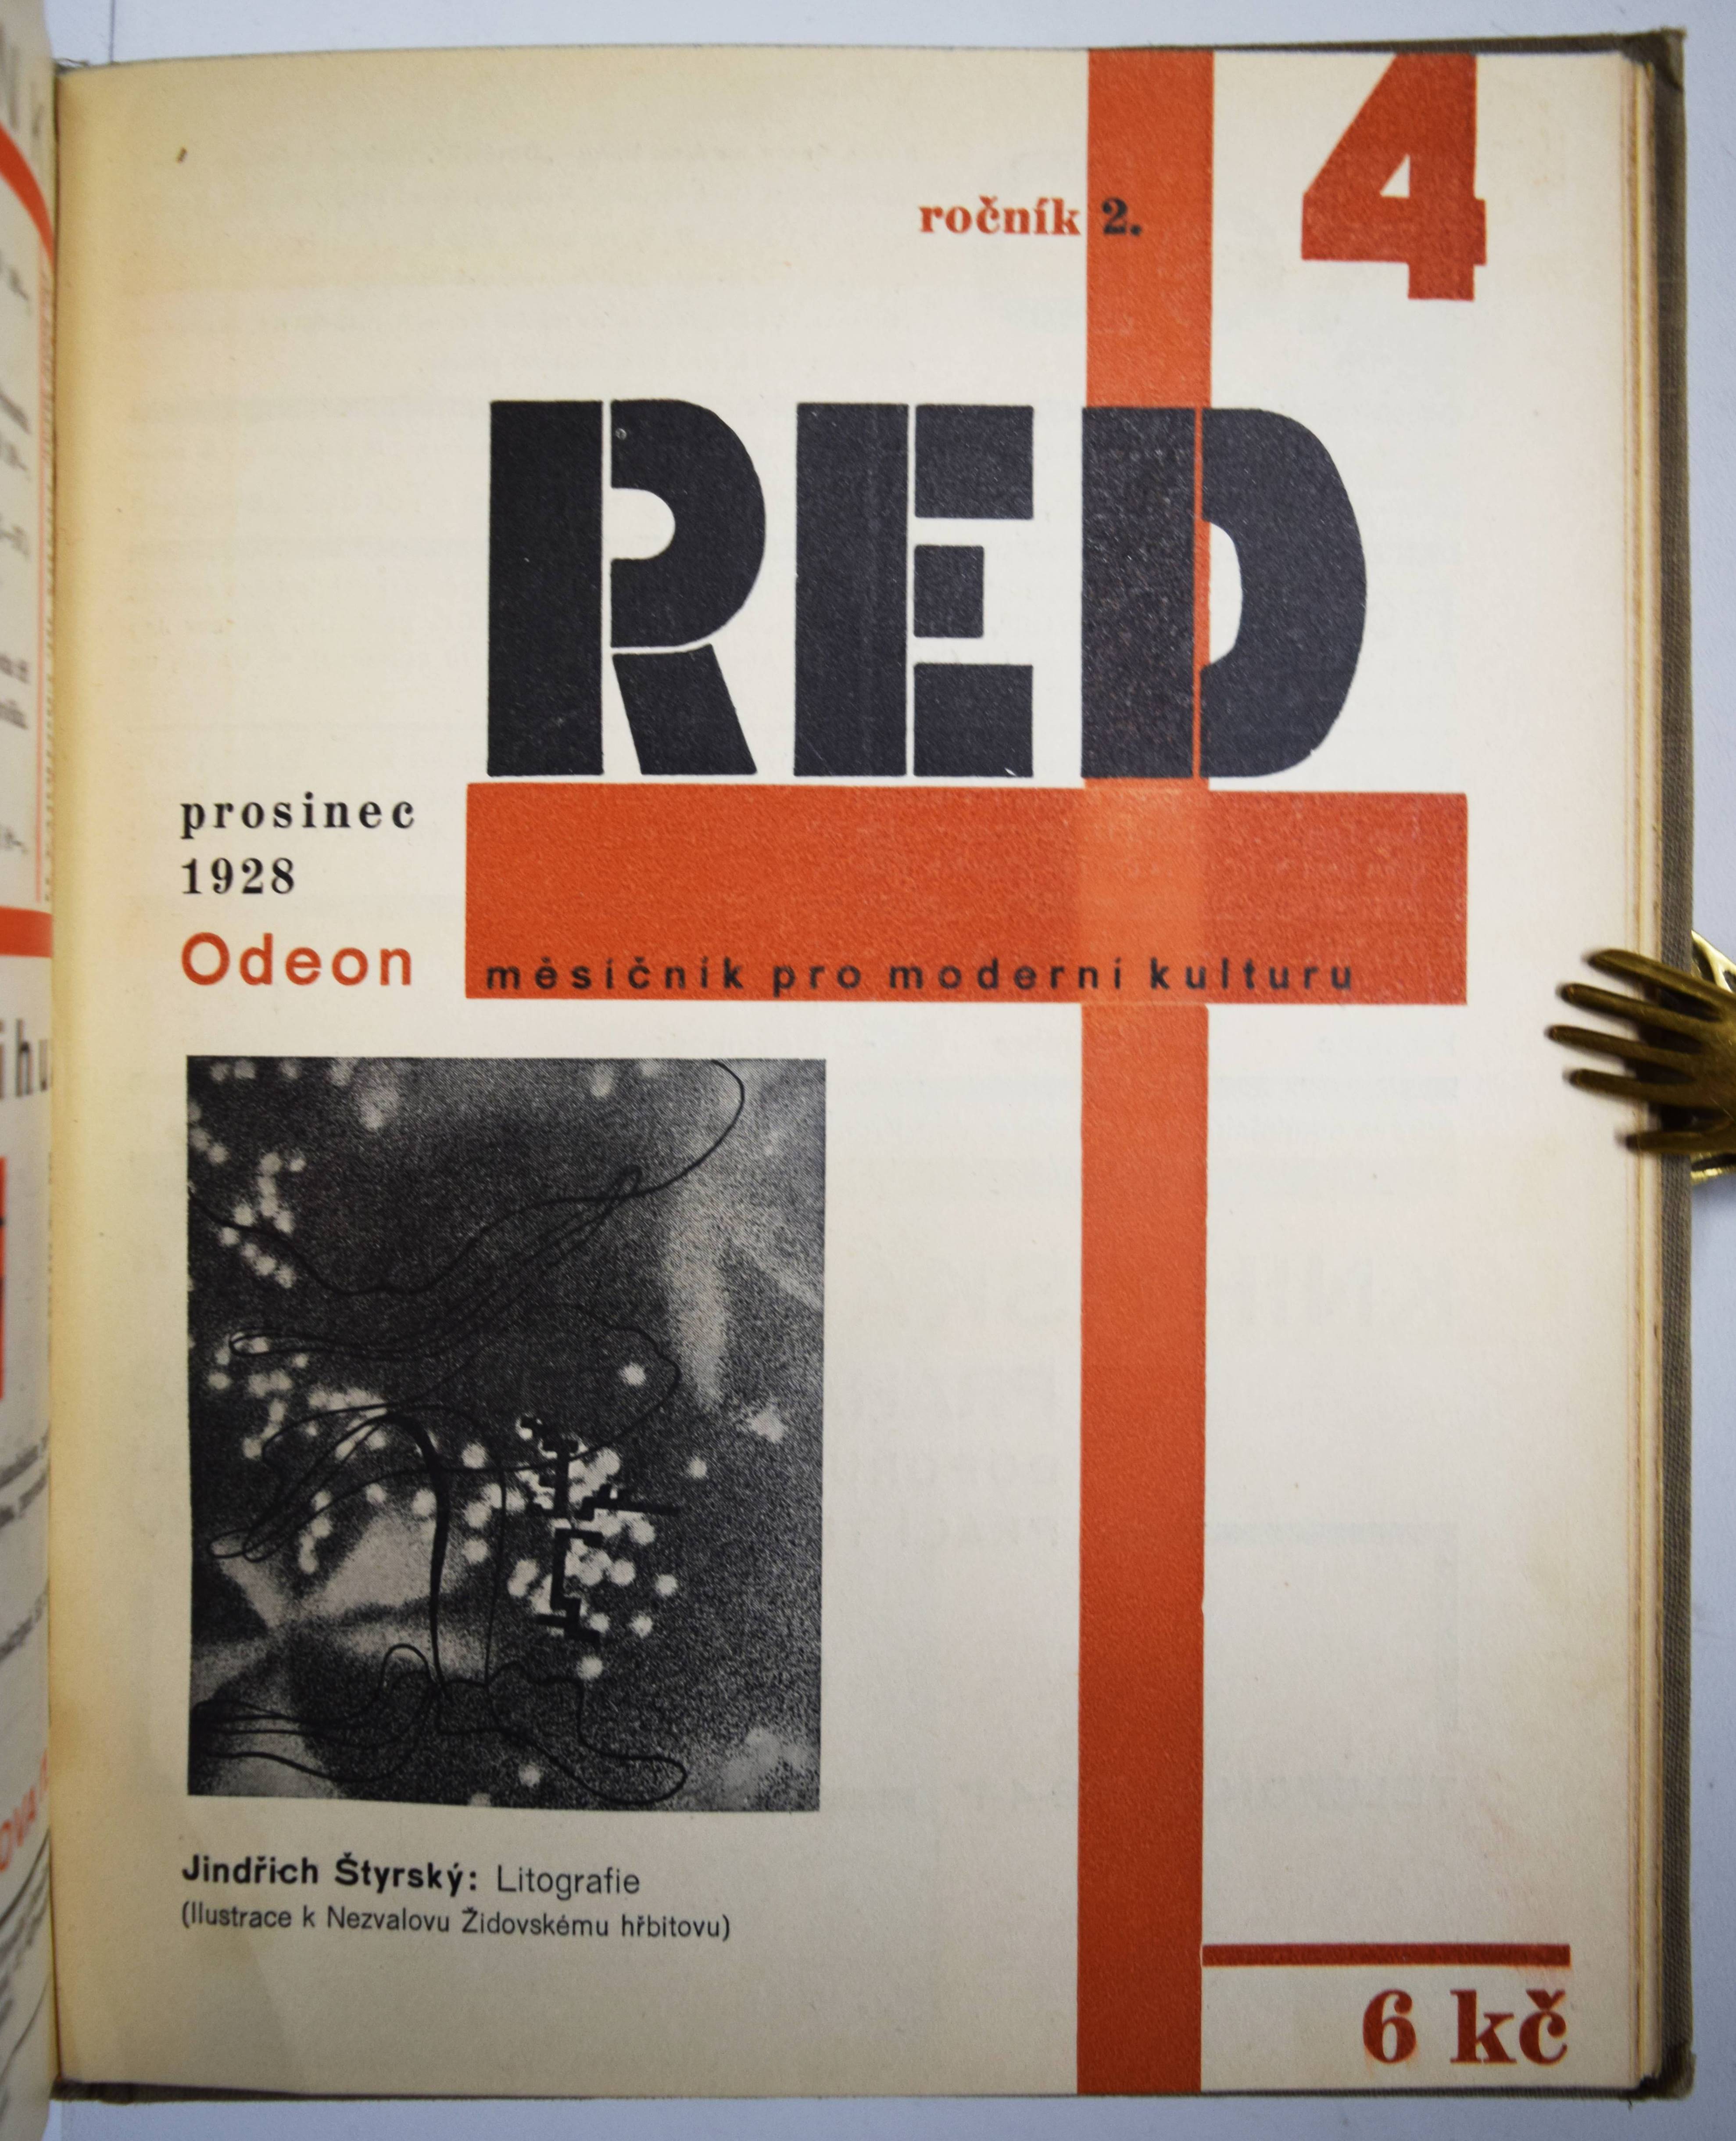 4
ročník 2.
RED
prosinec
1928
Odeon
měsíčník pro moderní kulturu
Jindřich Štyrský: Litografie
(Ilustrace k Nezvalovu Židovskému hřbitovu)
6 kč